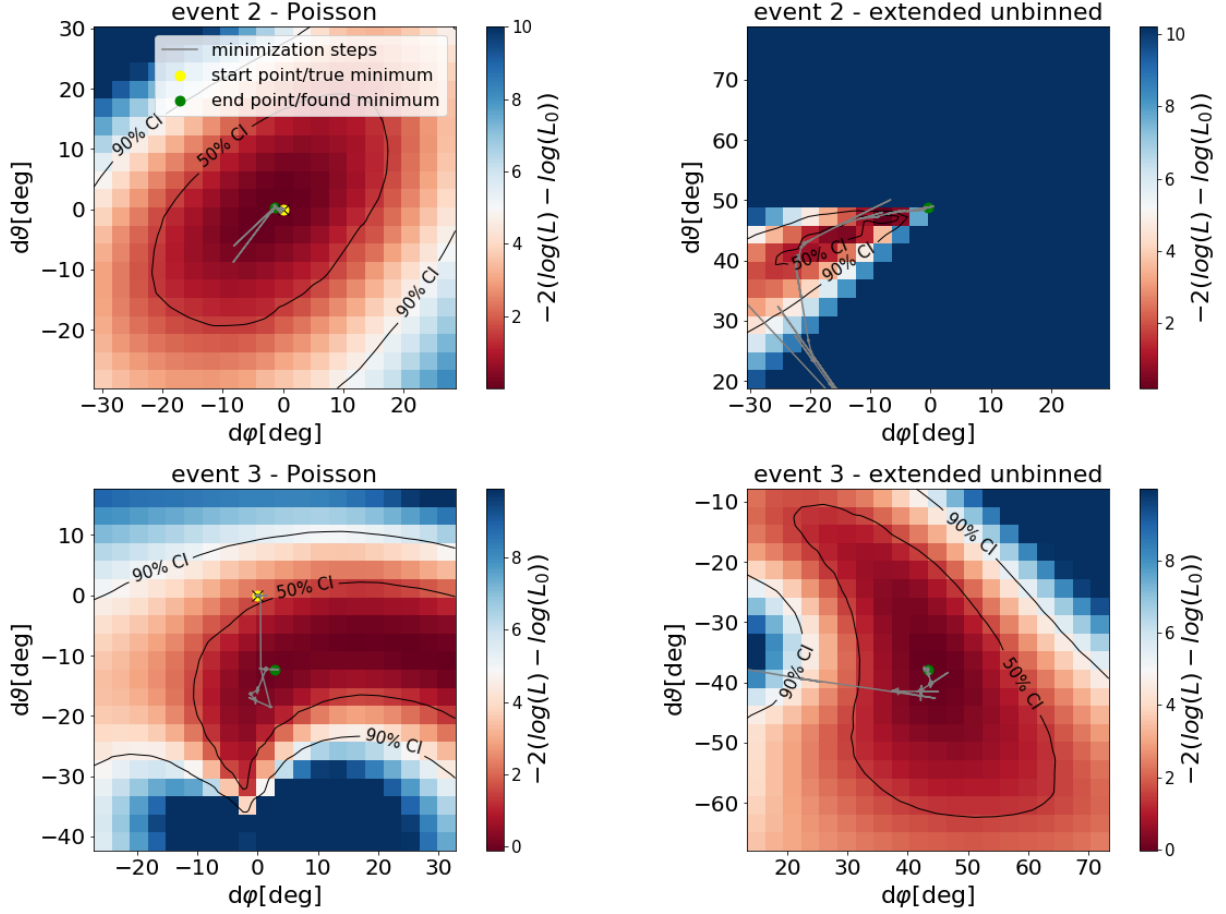 event 2 - Poisson
minimization steps
start point/true minimum
end point/found minimum
90% CI
50% CI
90% CI
30
20
10
0
−10
−20
−30
−20
−10
0
10
20
dθ[deg]
dφ[deg]
10
8
6
4
2
−2(log(L) − log(L₀))
event 2 - extended unbinned
50% CI
90% CI
70
60
50
40
30
20
−30
−20
−10
0
10
20
dθ[deg]
dφ[deg]
10
8
6
4
2
−2(log(L) − log(L₀))
event 3 - Poisson
90% CI
50% CI
90% CI
10
0
−10
−20
−30
−40
−20
−10
0
10
20
30
dθ[deg]
dφ[deg]
8
6
4
2
0
−2(log(L) − log(L₀))
event 3 - extended unbinned
90% CI
90% CI
50% CI
−10
−20
−30
−40
−50
−60
20
30
40
50
60
70
dθ[deg]
dφ[deg]
8
6
4
2
0
−2(log(L) − log(L₀))